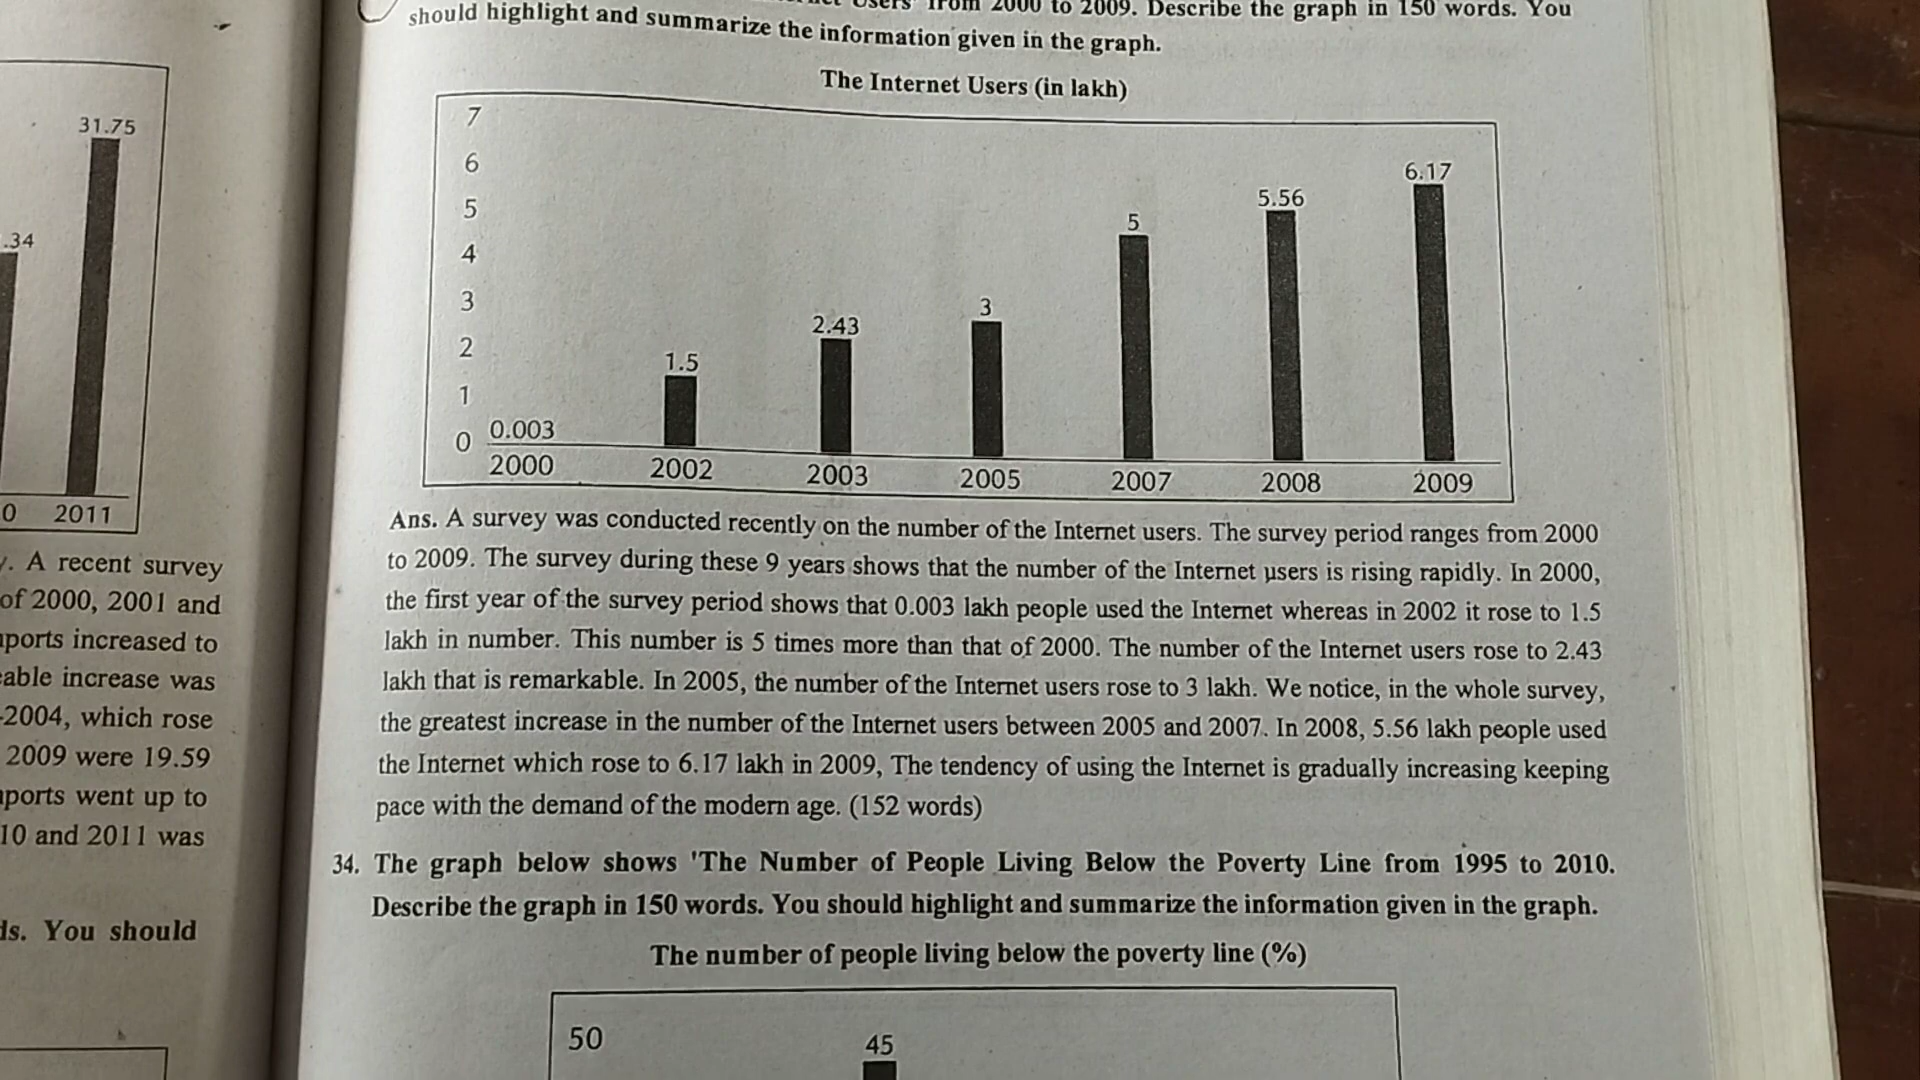 31.75
.34
0 2011
A recent survey
of 2000, 2001 and
increased to
increase was
2004, which rose
2009 were 19.59
went up to
10 and 2011 was
You should
from 2000 to 2009. Describe the graph in 150 words. You
should highlight and summarize the information given in the graph.
The Internet Users (in lakh)
7
6
5
4
3
2
1
0
0.003
1.5
2.43
3
5
5.56
6.17
2000 2002 2003 2005 2007 2008 2009
Ans. A survey was conducted recently on the number of the Internet users. The survey period ranges from 2000
to 2009. The survey during these 9 years shows that the number of the Internet users is rising rapidly. In 2000,
the first year of the survey period shows that 0.003 lakh people used the Internet whereas in 2002 it rose to 1.5
lakh in number. This number is 5 times more than that of 2000. The number of the Internet users rose to 2.43
lakh that is remarkable. In 2005, the number of the Internet users rose to 3 lakh. We notice, in the whole survey,
the greatest increase in the number of the Internet users between 2005 and 2007. In 2008, 5.56 lakh people used
the Internet which rose to 6.17 lakh in 2009, The tendency of using the Internet is gradually increasing keeping
pace with the demand of the modern age. (152 words)
34. The graph below shows 'The Number of People Living Below the Poverty Line from 1995 to 2010.
Describe the graph in 150 words. You should highlight and summarize the information given in the graph.
The number of people living below the poverty line (%)
50
45